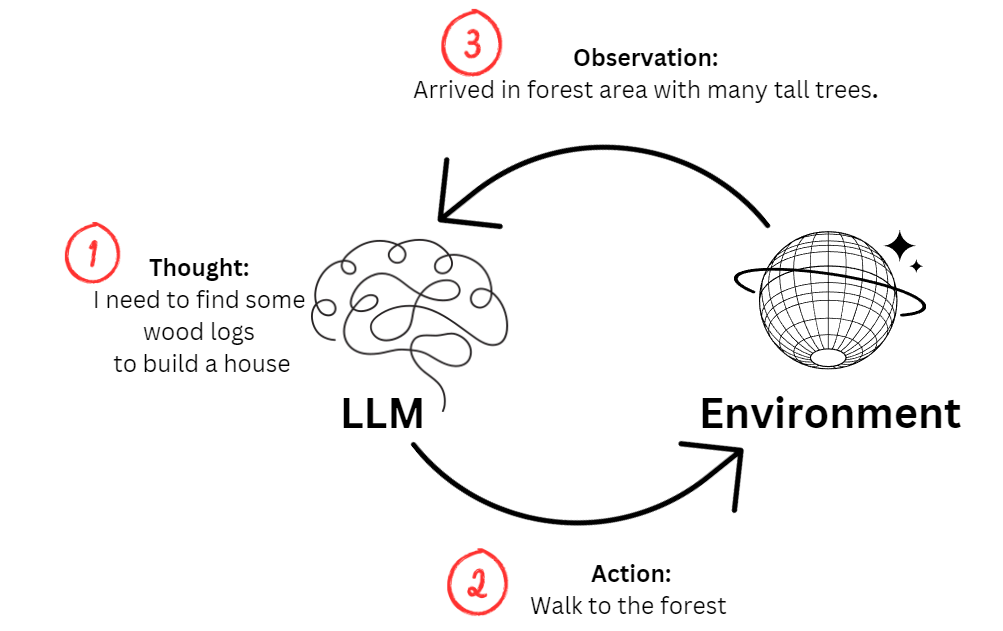 3
Observation:
Arrived in forest area with many tall trees.
1
Thought:
I need to find some
wood logs
to build a house
LLM
Environment
2
Action:
Walk to the forest